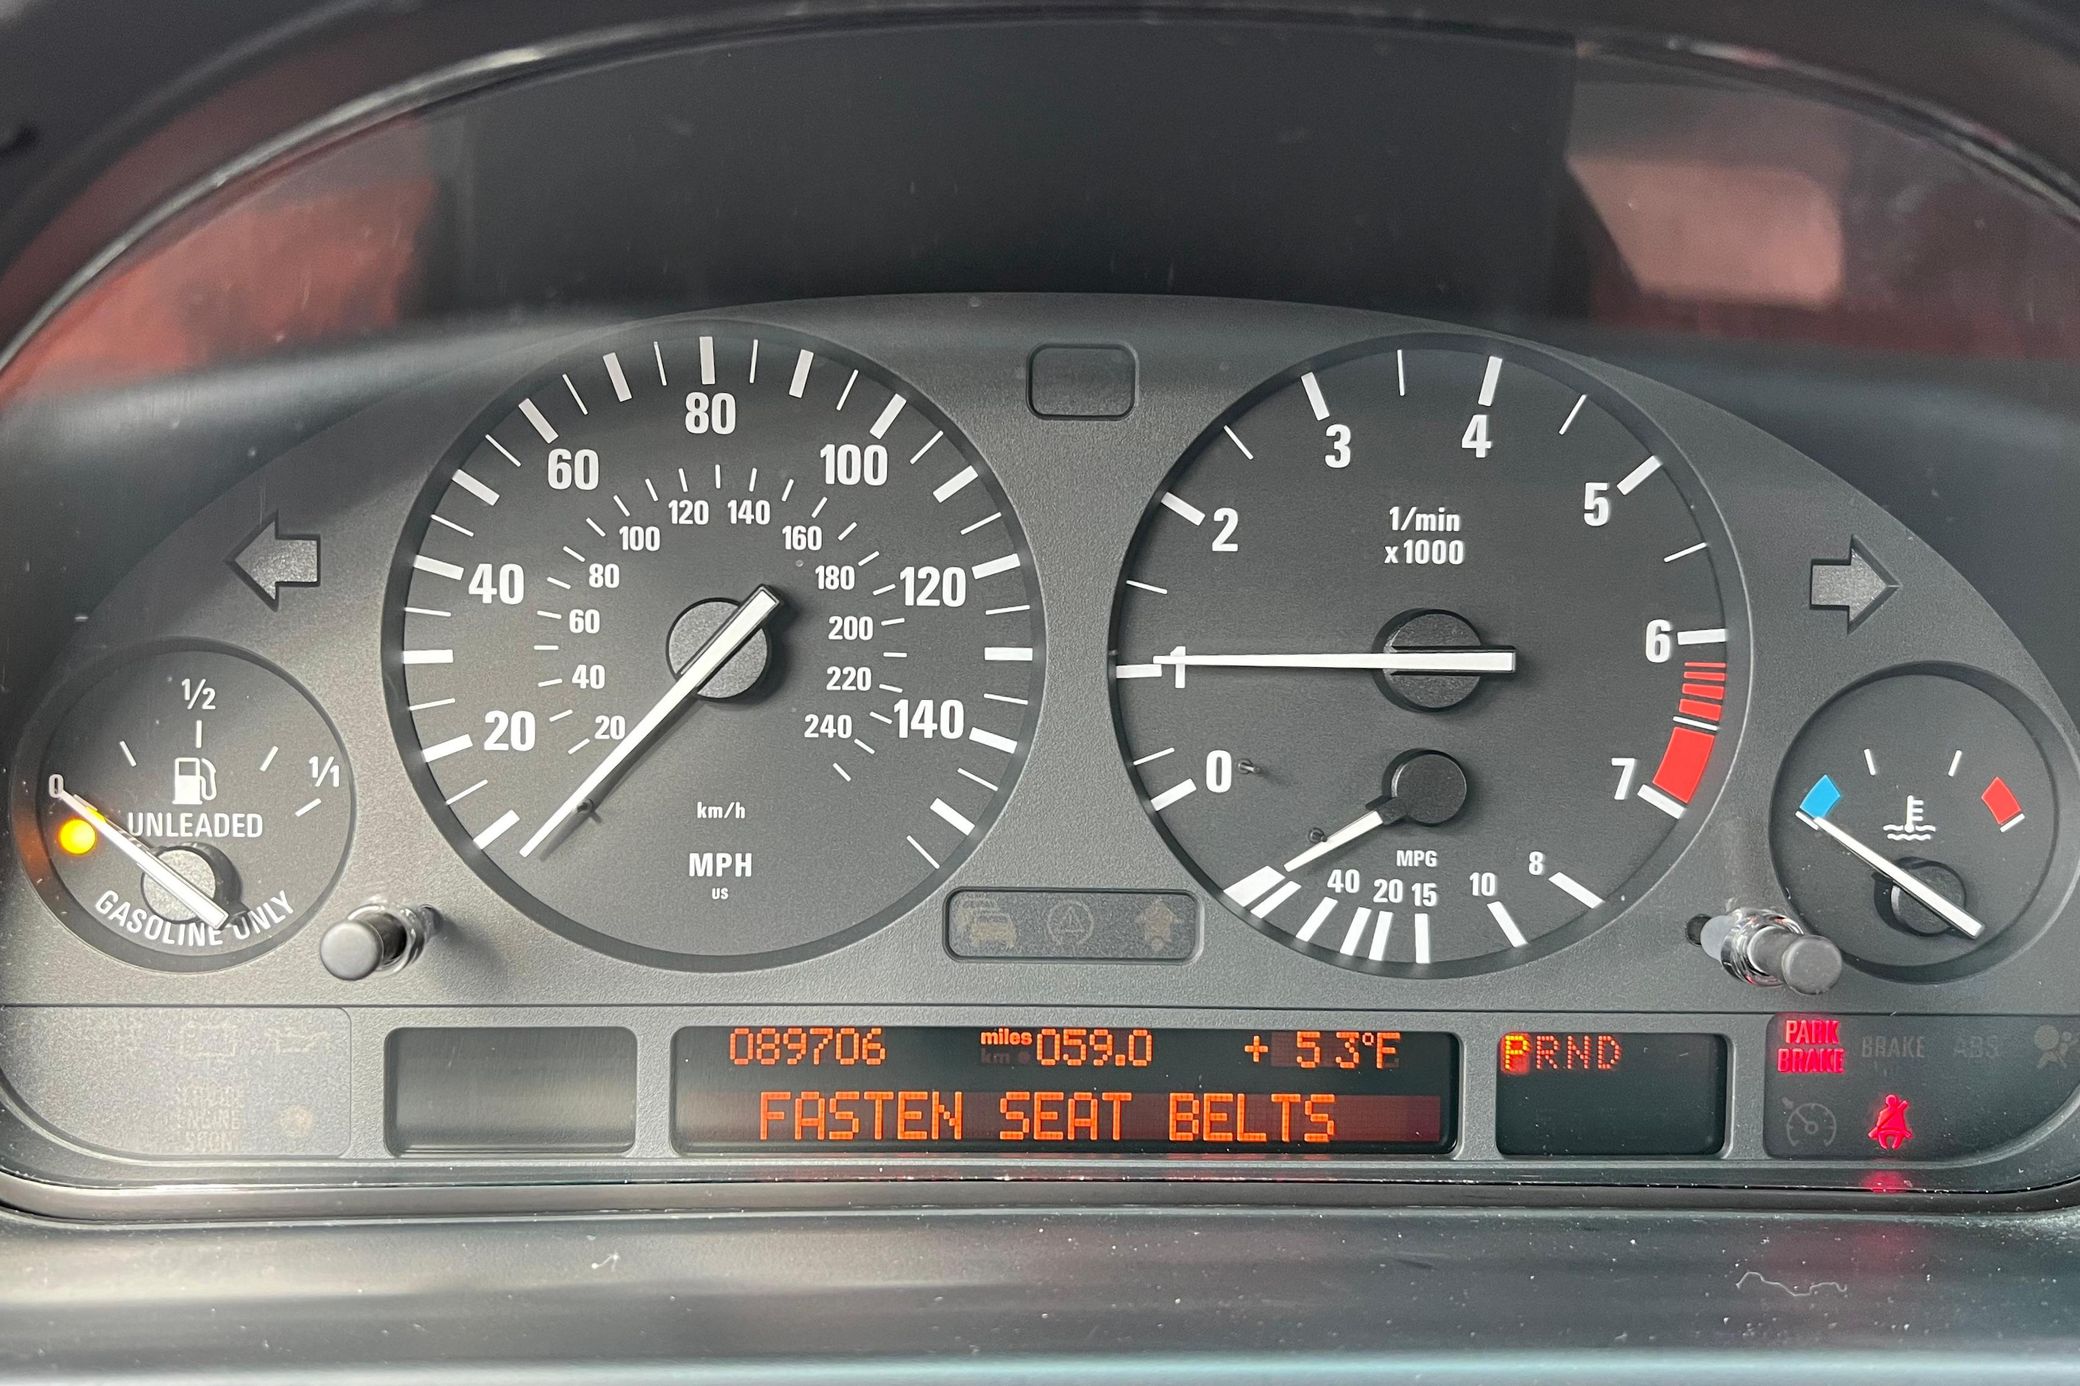 80
60 100
120 140
100 160
80 180
40 120
60 200
40 220
20 20 240 140
km/h
MPH
US
3 4
2 5
1/min
x1000
1 6
0 7
MPG
40 20 15 10 8
1/2
0 1/1
UNLEADED
GASOLINE ONLY
089706 miles 059.0 + 53°F
km
FASTEN SEAT BELTS
PRND
PARK BRAKE
BRAKE ABS
SERVICE
ENGINE
SOON